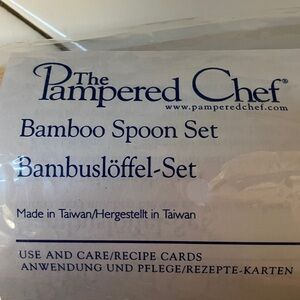 The
Pampered Chef®
www.pamperedchef.com
Bamboo Spoon Set
Bambuslöffel-Set
Made in Taiwan/Hergestellt in Taiwan
USE AND CARE/RECIPE CARDS
ANWENDUNG UND PFLEGE/REZEPTE-KARTEN